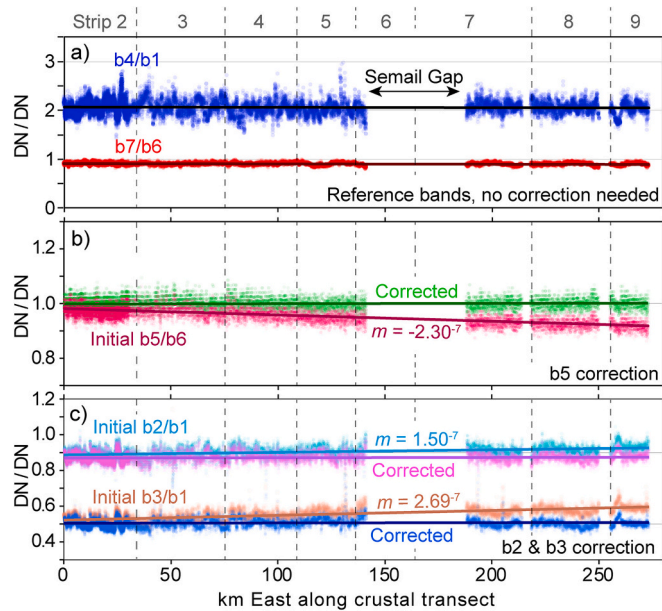 Strip 2 3 4 5 6 7 8 9
a)
b4/b1
Semail Gap
b7/b6
Reference bands, no correction needed
DN / DN
3
2
1
0
b)
Corrected
Initial b5/b6
m = -2.30⁻⁷
b5 correction
DN / DN
1.2
1.0
0.8
c)
Initial b2/b1
m = 1.50⁻⁷
Corrected
Initial b3/b1
m = 2.69⁻⁷
Corrected
b2 & b3 correction
DN / DN
1.2
1.0
0.8
0.6
0.4
0 50 100 150 200 250
km East along crustal transect